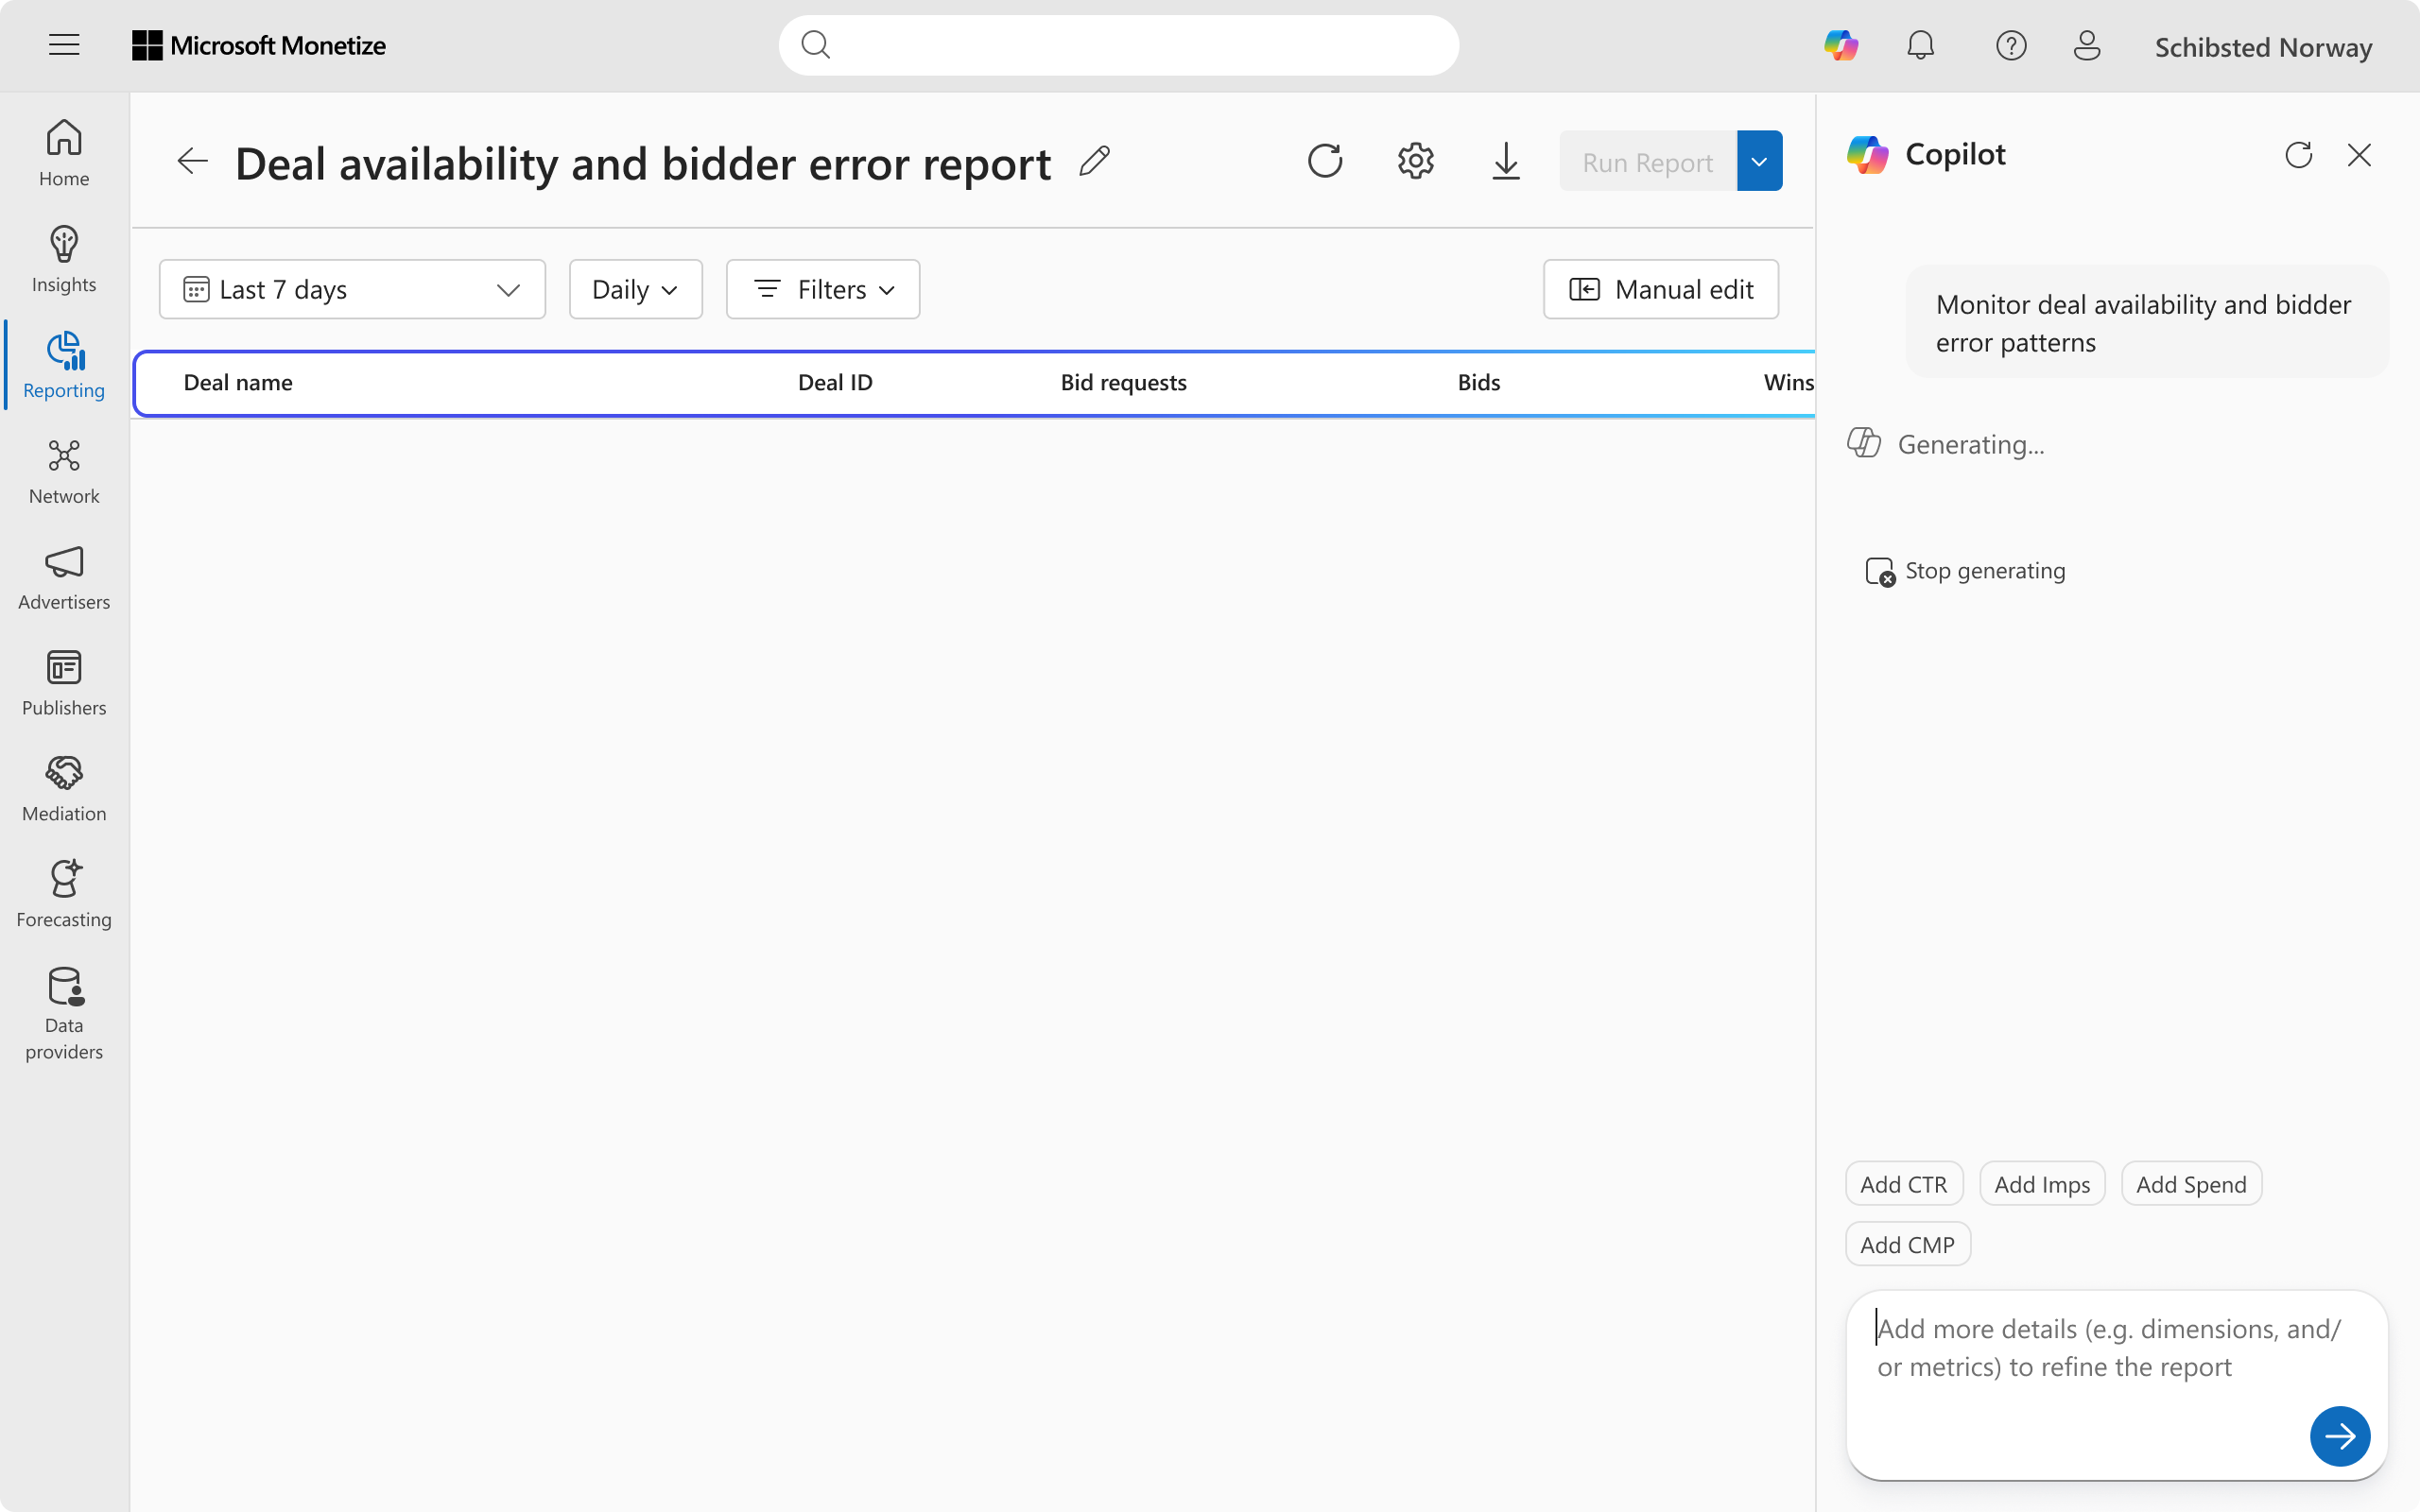 Microsoft Monetize
Schibsted Norway
Home
Insights
Reporting
Network
Advertisers
Publishers
Mediation
Forecasting
Data
providers
Deal availability and bidder error report
Run Report
Last 7 days
Daily
Filters
Manual edit
Deal name Deal ID Bid requests Bids Wins
Copilot
Monitor deal availability and bidder
error patterns
Generating...
Stop generating
Add CTR Add Imps Add Spend
Add CMP
Add more details (e.g. dimensions, and/
or metrics) to refine the report